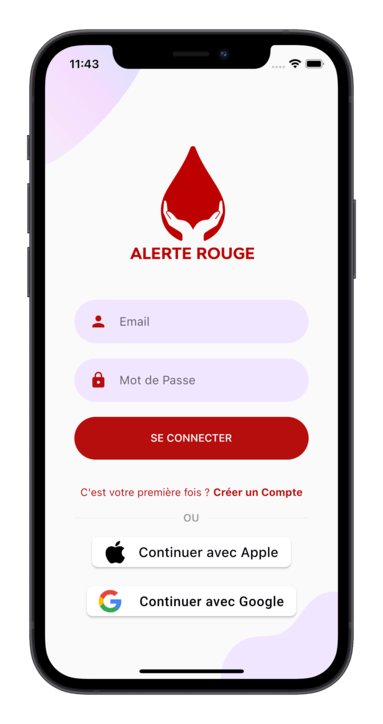 11:43
ALERTE ROUGE
Email
Mot de Passe
SE CONNECTER
C'est votre première fois ? Créer un Compte
OU
Continuer avec Apple
Continuer avec Google